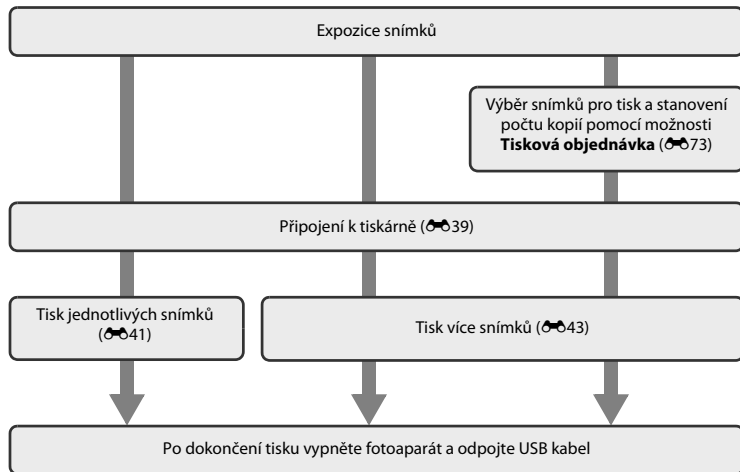 Expozice snímků
Výběr snímků pro tisk a stanovení
počtu kopií pomocí možnosti
Tisková objednávka (73)
Připojení k tiskárně (39)
Tisk jednotlivých snímků
(41)
Tisk více snímků (43)
Po dokončení tisku vypněte fotoaparát a odpojte USB kabel